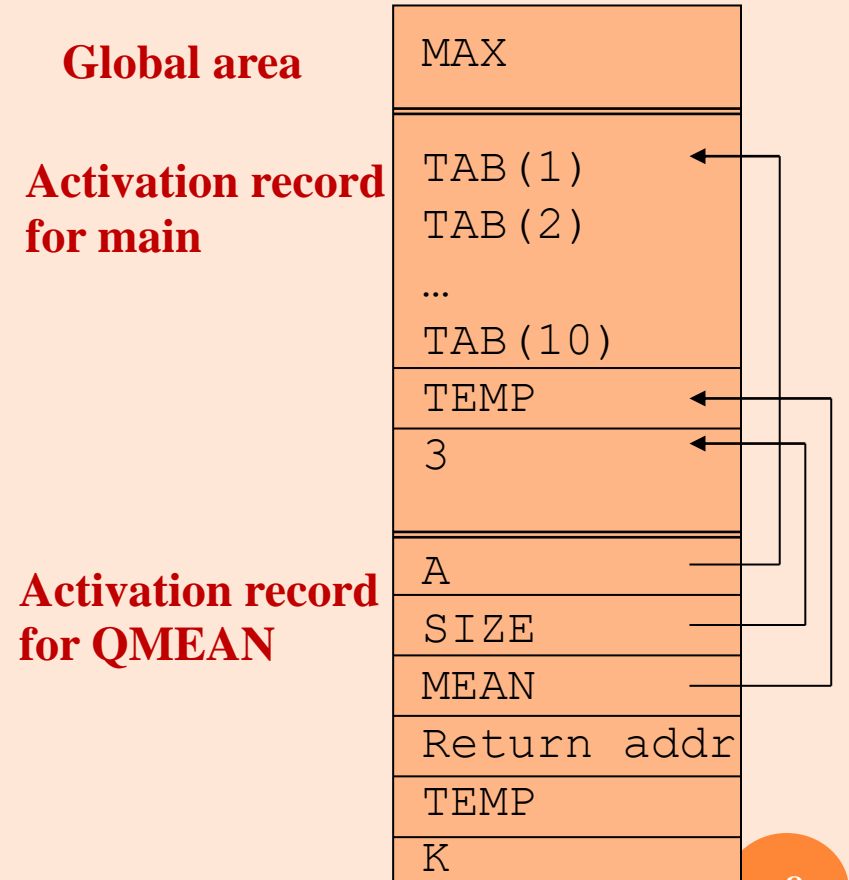 Global area
MAX
Activation record
for main
TAB(1)
TAB(2)
…
TAB(10)
TEMP
3
Activation record
for QMEAN
A
SIZE
MEAN
Return addr
TEMP
K